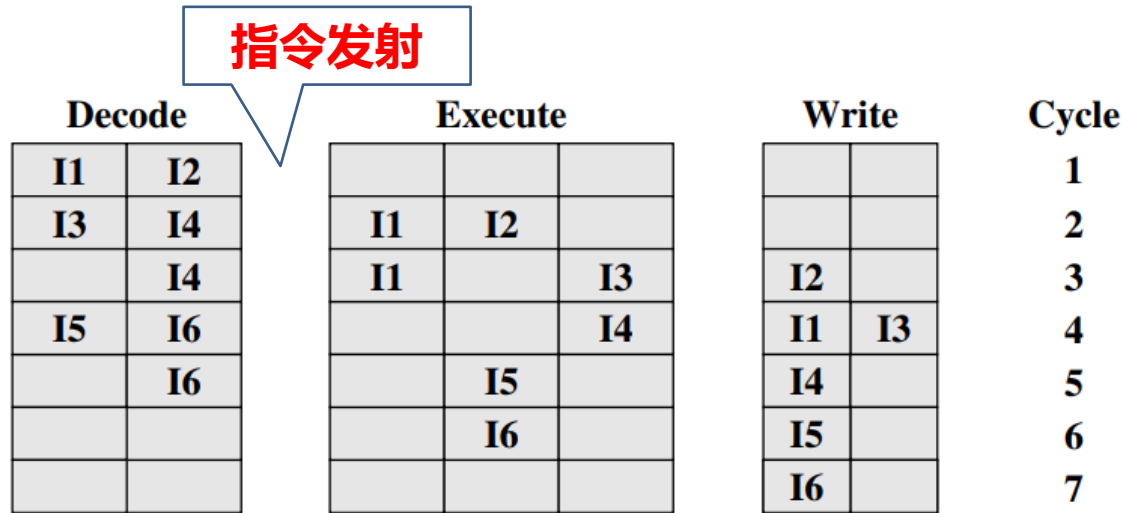 指令发射
Decode Execute Write Cycle
I1 I2 1
I3 I4 I1 I2 2
I4 I1 I3 I2 3
I5 I6 I4 I1 I3 4
I6 I5 I4 5
I6 I5 6
I6 7